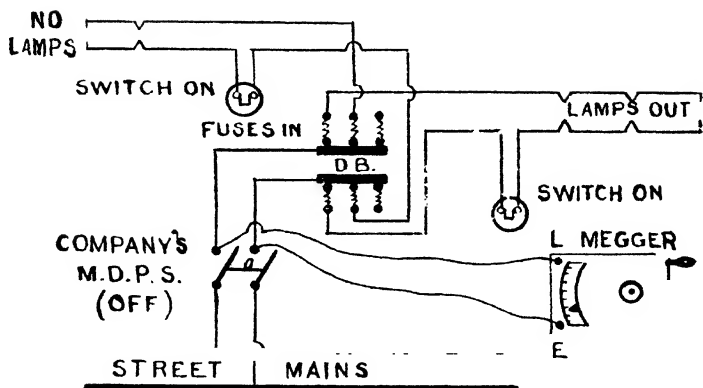 NO
LAMPS
SWITCH ON
FUSES IN
LAMPS OUT
D B.
SWITCH ON
COMPANY'S
M.D.P.S.
(OFF)
a
L MEGGER
E
STREET MAINS